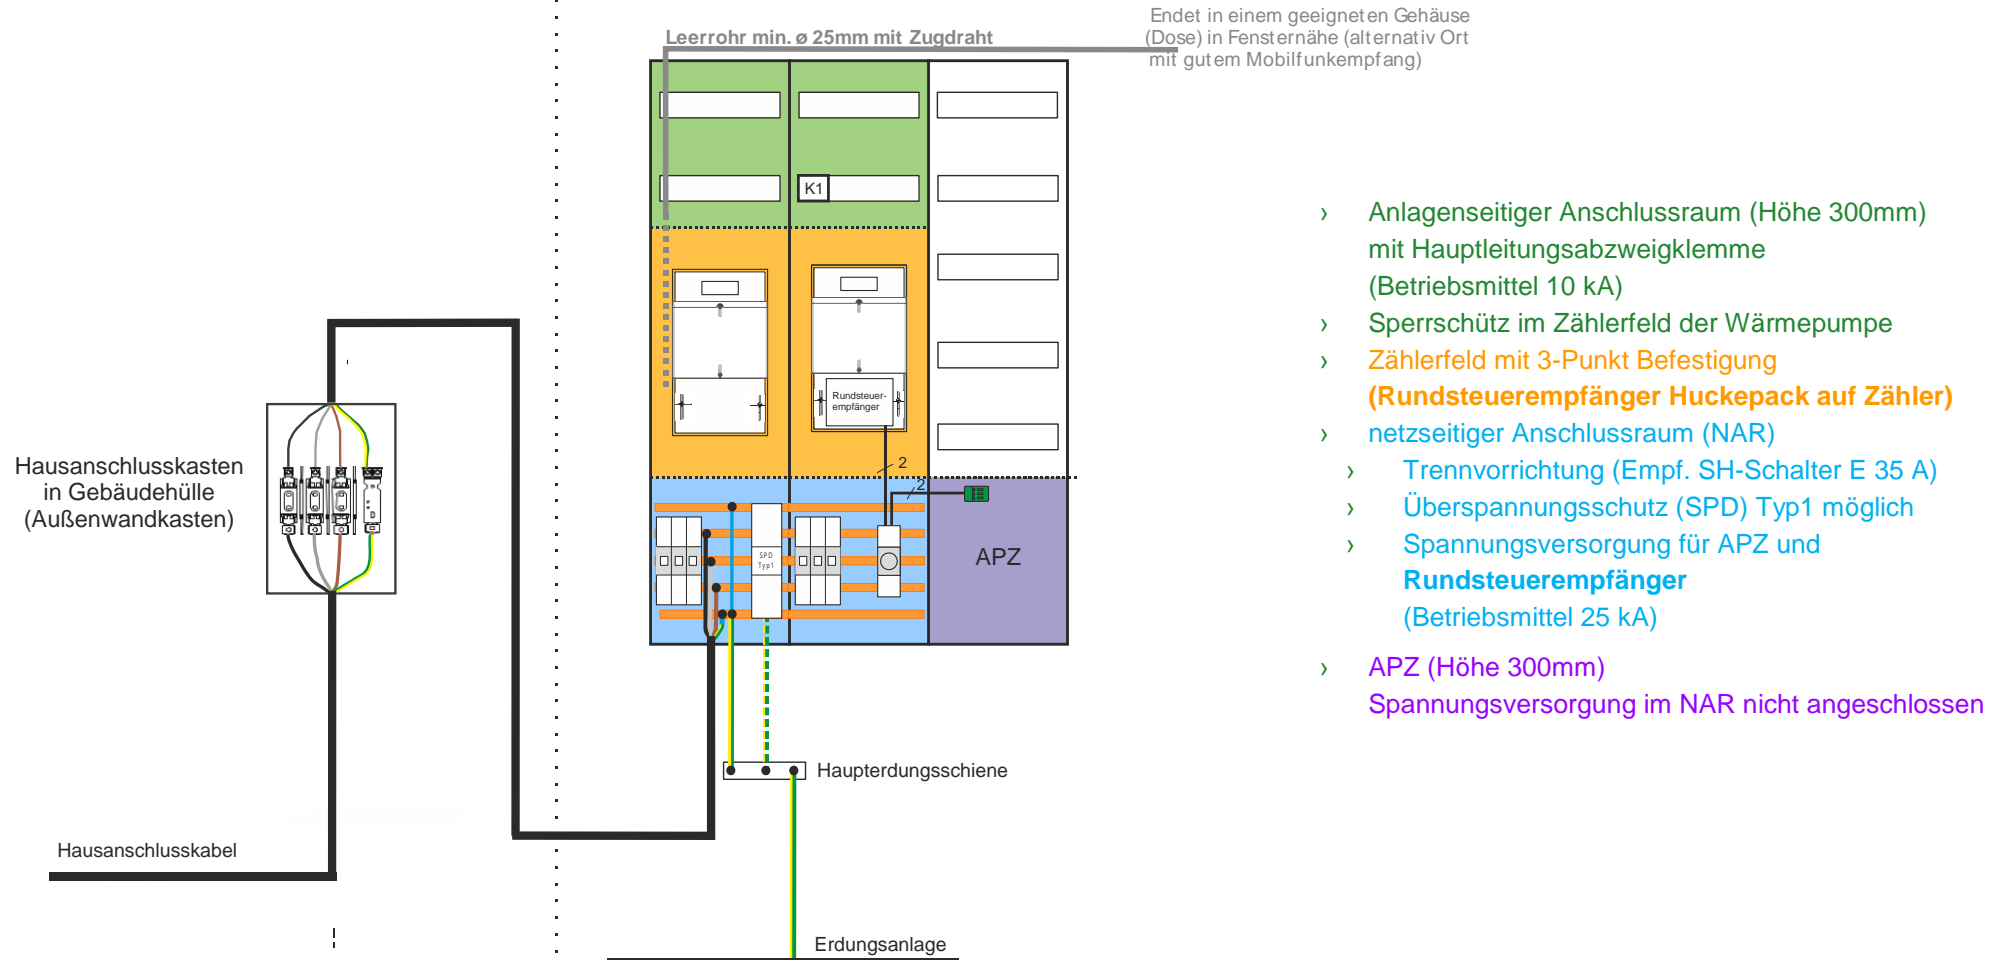 Endet in einem geeigneten Gehäuse
(Dose) in Fensternähe (alternativ Ort
mit gutem Mobilfunkempfang)
Leerrohr min. ø 25mm mit Zugdraht
K1
Rundsteuer-
empfänger
2
2
SPD
Typ1
APZ
Hausanschlusskasten
in Gebäudehülle
(Außenwandkasten)
Haupterdungsschiene
Hausanschlusskabel
Erdungsanlage
› Anlagenseitiger Anschlussraum (Höhe 300mm)
mit Hauptleitungsabzweigklemme
(Betriebsmittel 10 kA)
› Sperrschütz im Zählerfeld der Wärmepumpe
› Zählerfeld mit 3-Punkt Befestigung
(Rundsteuerempfänger Huckepack auf Zähler)
› netzseitiger Anschlussraum (NAR)
› Trennvorrichtung (Empf. SH-Schalter E 35 A)
› Überspannungsschutz (SPD) Typ1 möglich
› Spannungsversorgung für APZ und
Rundsteuerempfänger
(Betriebsmittel 25 kA)
› APZ (Höhe 300mm)
Spannungsversorgung im NAR nicht angeschlossen